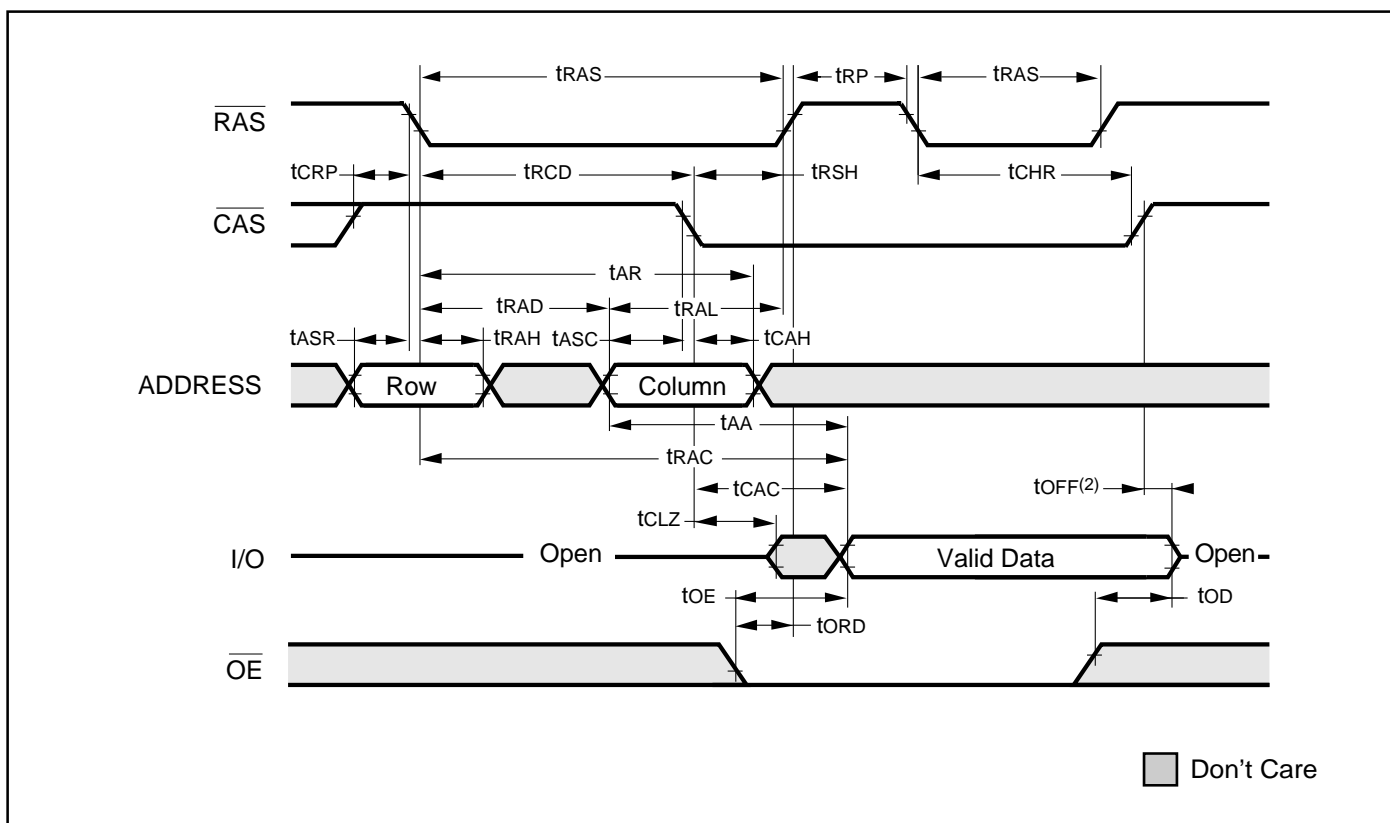 tRAS tRP tRAS
RAS
tCRP tRCD tRSH tCHR
CAS
tAR
tRAD tRAL
tASR tRAH tASC tCAH
ADDRESS Row Column
tAA
tRAC
tCAC tOFF(2)
tCLZ
I/O Open Valid Data Open
tOE tOD
tORD
OE
Don't Care